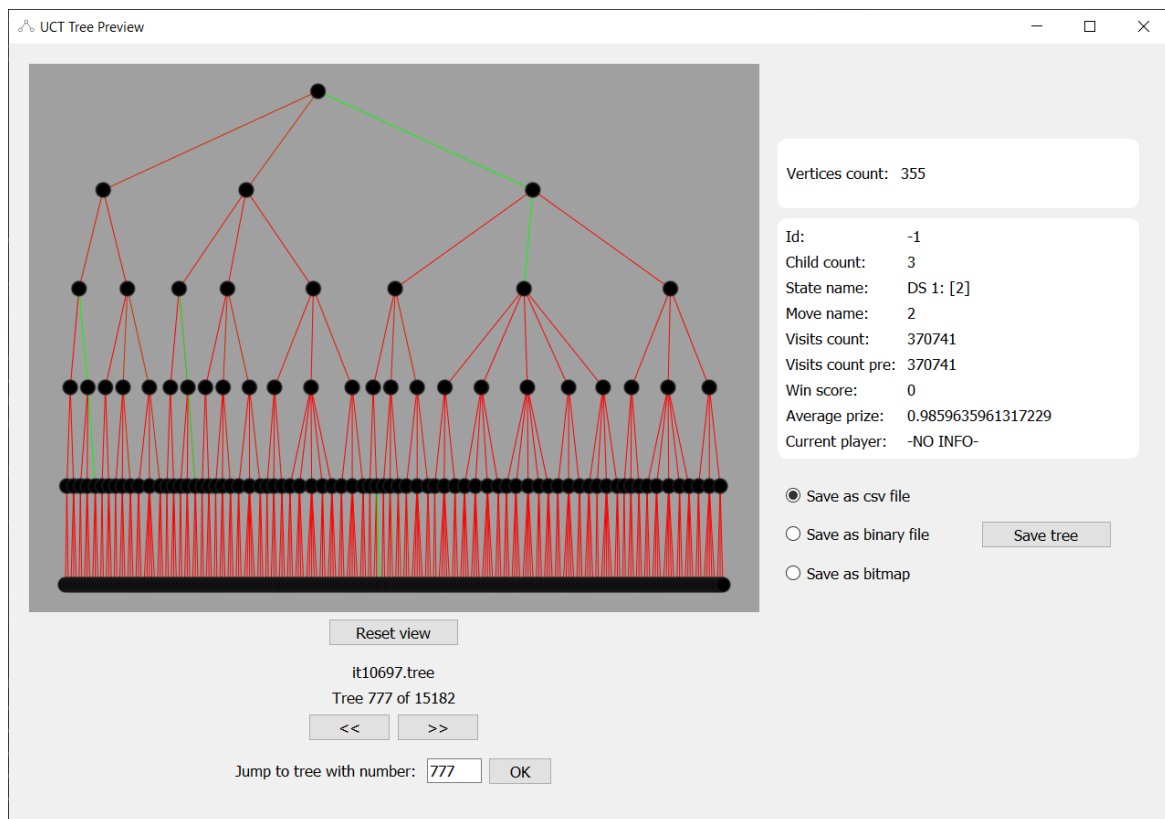 UCT Tree Preview
Vertices count: 355
Id: -1
Child count: 3
State name: DS 1: [2]
Move name: 2
Visits count: 370741
Visits count pre: 370741
Win score: 0
Average prize: 0.9859635961317229
Current player: -NO INFO-
Save as csv file
Save as binary file
Save tree
Save as bitmap
Reset view
it10697.tree
Tree 777 of 15182
<< >>
Jump to tree with number: 777 OK